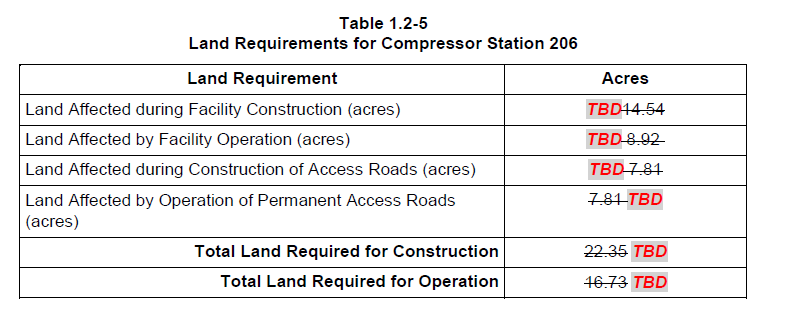 Table 1.2-5
Land Requirements for Compressor Station 206
Land Requirement Acres
Land Affected during Facility Construction (acres) TBD14.54
Land Affected by Facility Operation (acres) TBD 8.92
Land Affected during Construction of Access Roads (acres) TBD 7.81
Land Affected by Operation of Permanent Access Roads 7.81 TBD
(acres)
Total Land Required for Construction 22.35 TBD
Total Land Required for Operation 16.73 TBD